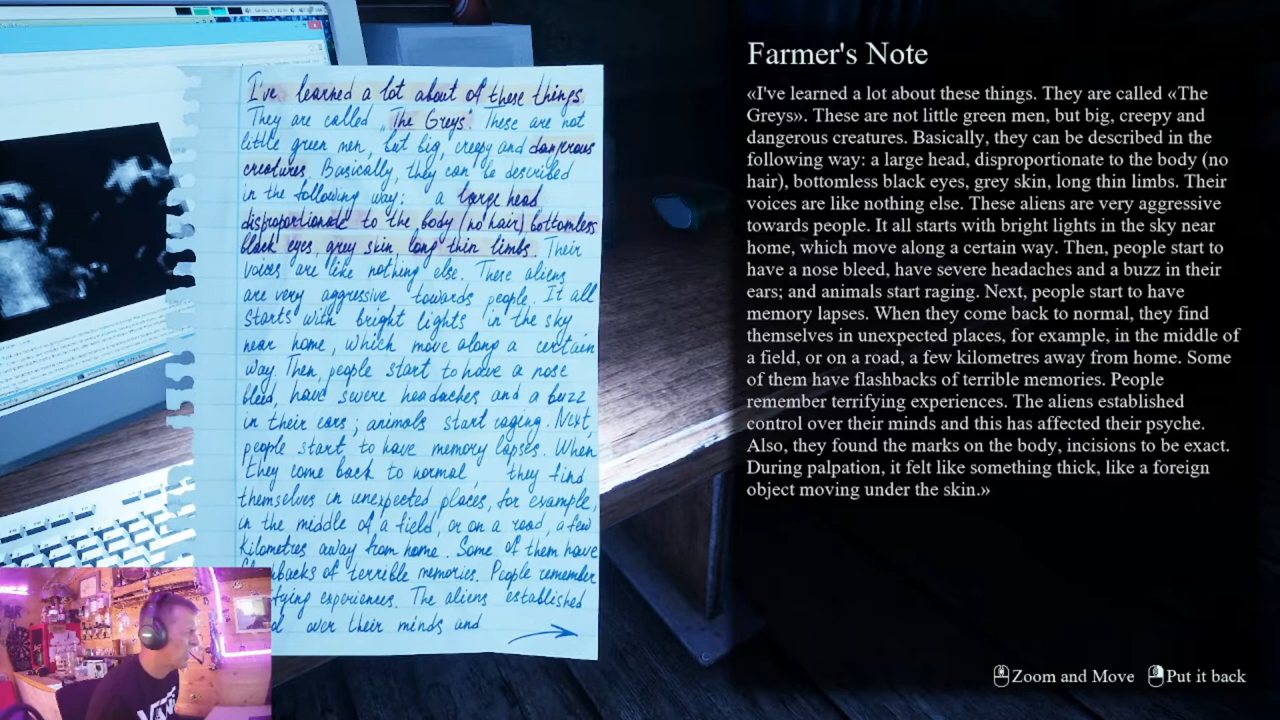 I've learned a lot about of these things.
They are called „The Greys". These are not
little green men, but big, creepy and dangerous
creatures. Basically, they can be described
in the following way: a large head
disproportionate to the body (no hair) bottomless
black eyes, grey skin, long thin limbs. Their
voices are like nothing else. These aliens
are very aggressive towards people. It all
starts with bright lights in the sky
near home, which move along a certain
way. Then, people start to have a nose
bleed, have severe headaches and a buzz
in their ears; animals start raging. Next,
people start to have memory lapses. When
they come back to normal they find
themselves in unexpected places, for example,
in the middle of a field, or on a road, a few
kilometres away from home. Some of them have
backs of terrible memories. People remember
fying experiences. The aliens established
over their minds and
Farmer's Note
«I've learned a lot about these things. They are called «The
Greys». These are not little green men, but big, creepy and
dangerous creatures. Basically, they can be described in the
following way: a large head, disproportionate to the body (no
hair), bottomless black eyes, grey skin, long thin limbs. Their
voices are like nothing else. These aliens are very aggressive
towards people. It all starts with bright lights in the sky near
home, which move along a certain way. Then, people start to
have a nose bleed, have severe headaches and a buzz in their
ears; and animals start raging. Next, people start to have
memory lapses. When they come back to normal, they find
themselves in unexpected places, for example, in the middle of
a field, or on a road, a few kilometres away from home. Some
of them have flashbacks of terrible memories. People
remember terrifying experiences. The aliens established
control over their minds and this has affected their psyche.
Also, they found the marks on the body, incisions to be exact.
During palpation, it felt like something thick, like a foreign
object moving under the skin.»
Zoom and Move
Put it back